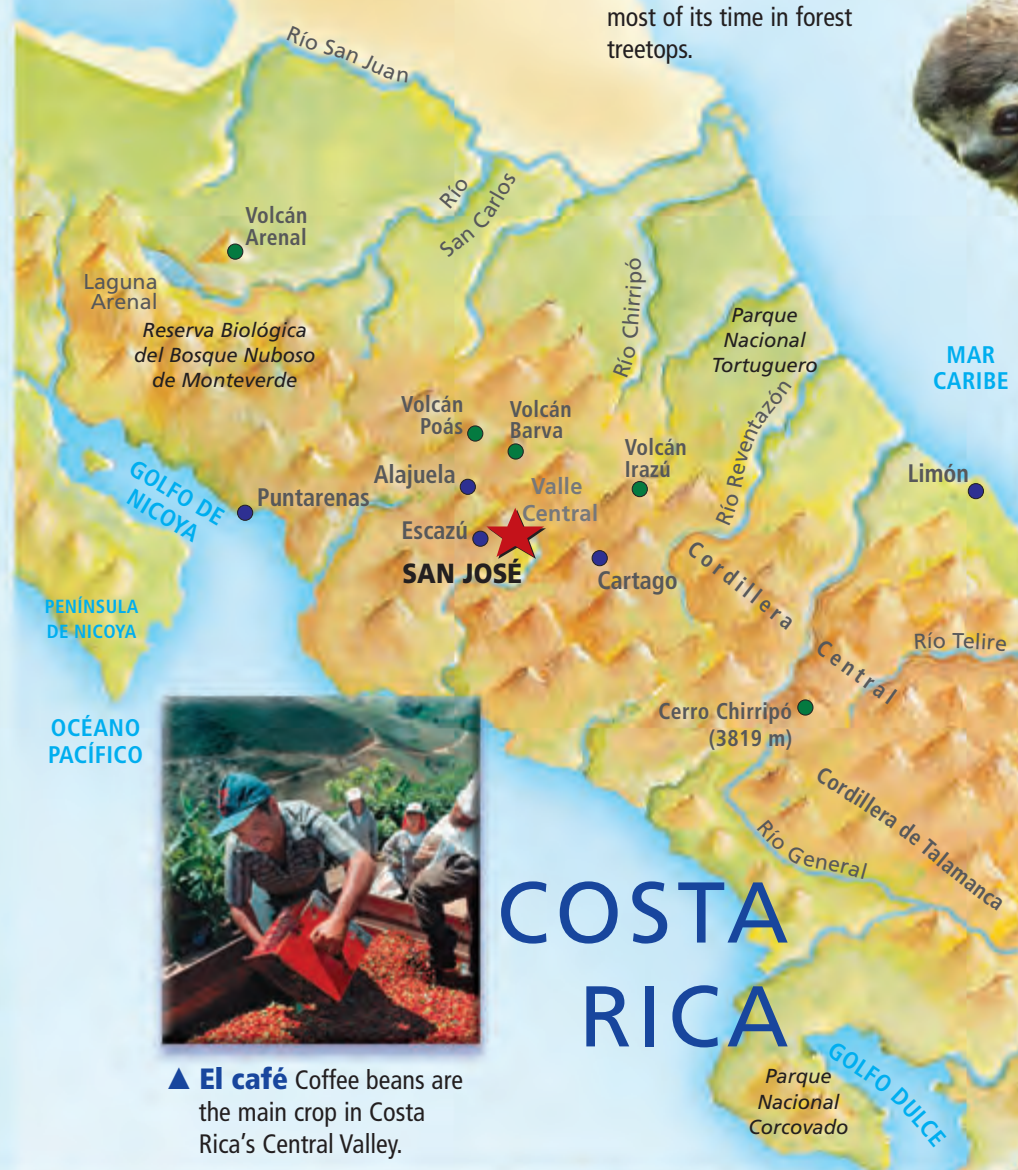 most of its time in forest
treetops.
Río San Juan
Río
San Carlos
Volcán
Arenal
Laguna
Arenal
Reserva Biológica
del Bosque Nuboso
de Monteverde
Río Chirripó
Parque
Nacional
Tortuguero
MAR
CARIBE
Volcán
Poás
Volcán
Barva
Volcán
Irazú
Río Reventazón
Limón
GOLFO DE
NICOYA
Puntarenas
Alajuela
Valle
Central
Escazú
SAN JOSÉ
Cartago
Cordillera
Central
PENÍNSULA
DE NICOYA
Río Telire
OCÉANO
PACÍFICO
Cerro Chirripó
(3819 m)
Cordillera de Talamanca
Río General
COSTA
RICA
▲ El café Coffee beans are
the main crop in Costa
Rica's Central Valley.
Parque
Nacional
Corcovado
GOLFO DULCE